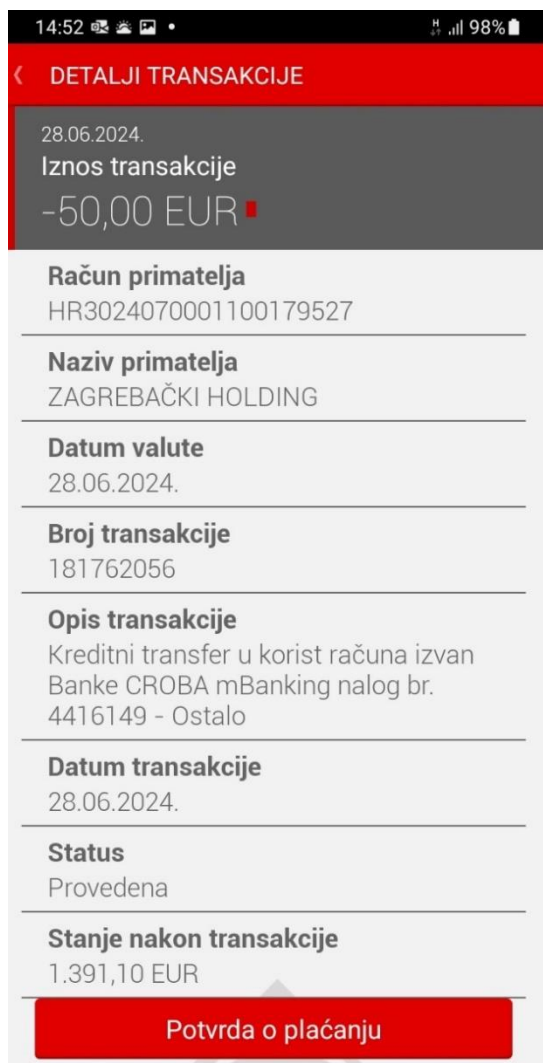 14:52
98%
DETALJI TRANSAKCIJE
28.06.2024.
Iznos transakcije
-50,00 EUR
Račun primatelja
HR3024070001100179527
Naziv primatelja
ZAGREBAČKI HOLDING
Datum valute
28.06.2024.
Broj transakcije
181762056
Opis transakcije
Kreditni transfer u korist računa izvan
Banke CROBA mBanking nalog br.
4416149 - Ostalo
Datum transakcije
28.06.2024.
Status
Provedena
Stanje nakon transakcije
1.391,10 EUR
Potvrda o plaćanju